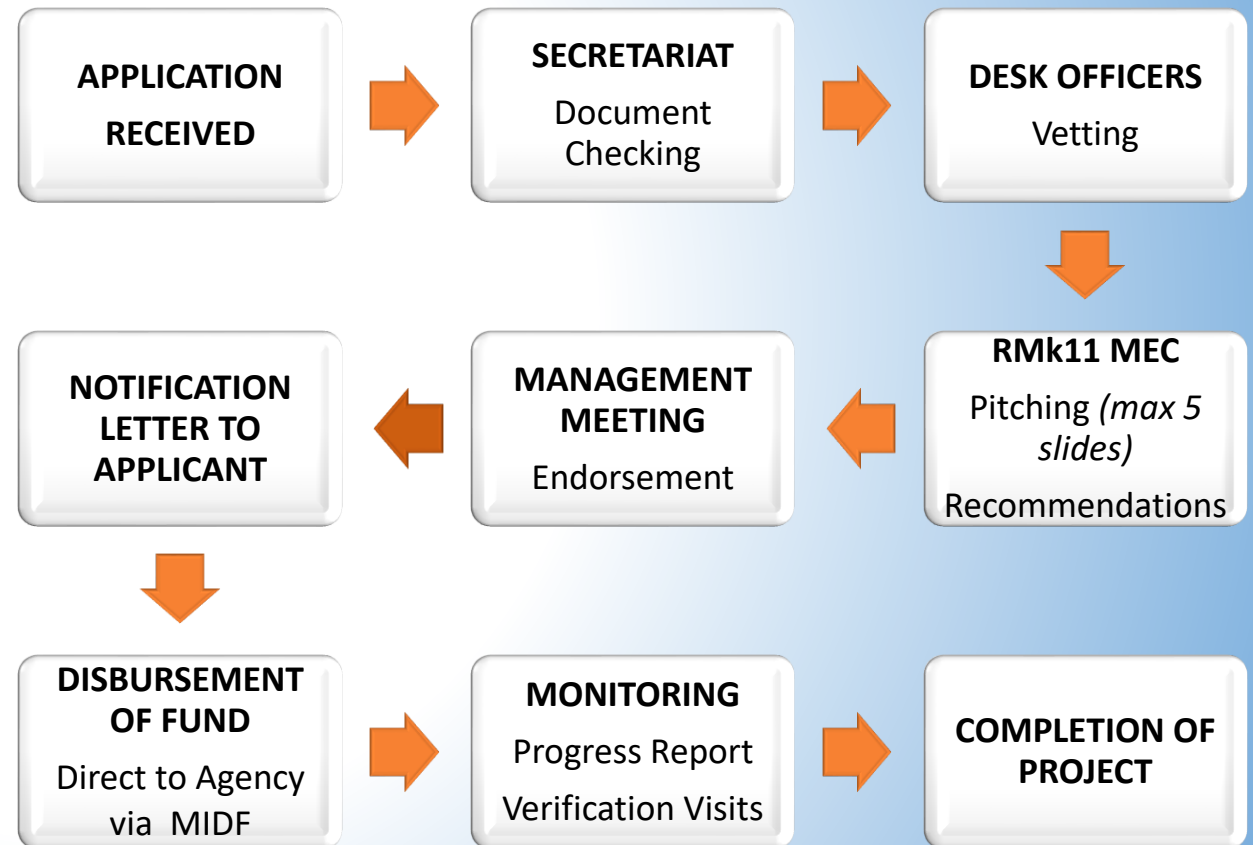 APPLICATION
RECEIVED
SECRETARIAT
Document
Checking
DESK OFFICERS
Vetting
RMk11 MEC
Pitching (max 5
slides)
Recommendations
MANAGEMENT
MEETING
Endorsement
NOTIFICATION
LETTER TO
APPLICANT
DISBURSEMENT
OF FUND
Direct to Agency
via MIDF
MONITORING
Progress Report
Verification Visits
COMPLETION OF
PROJECT